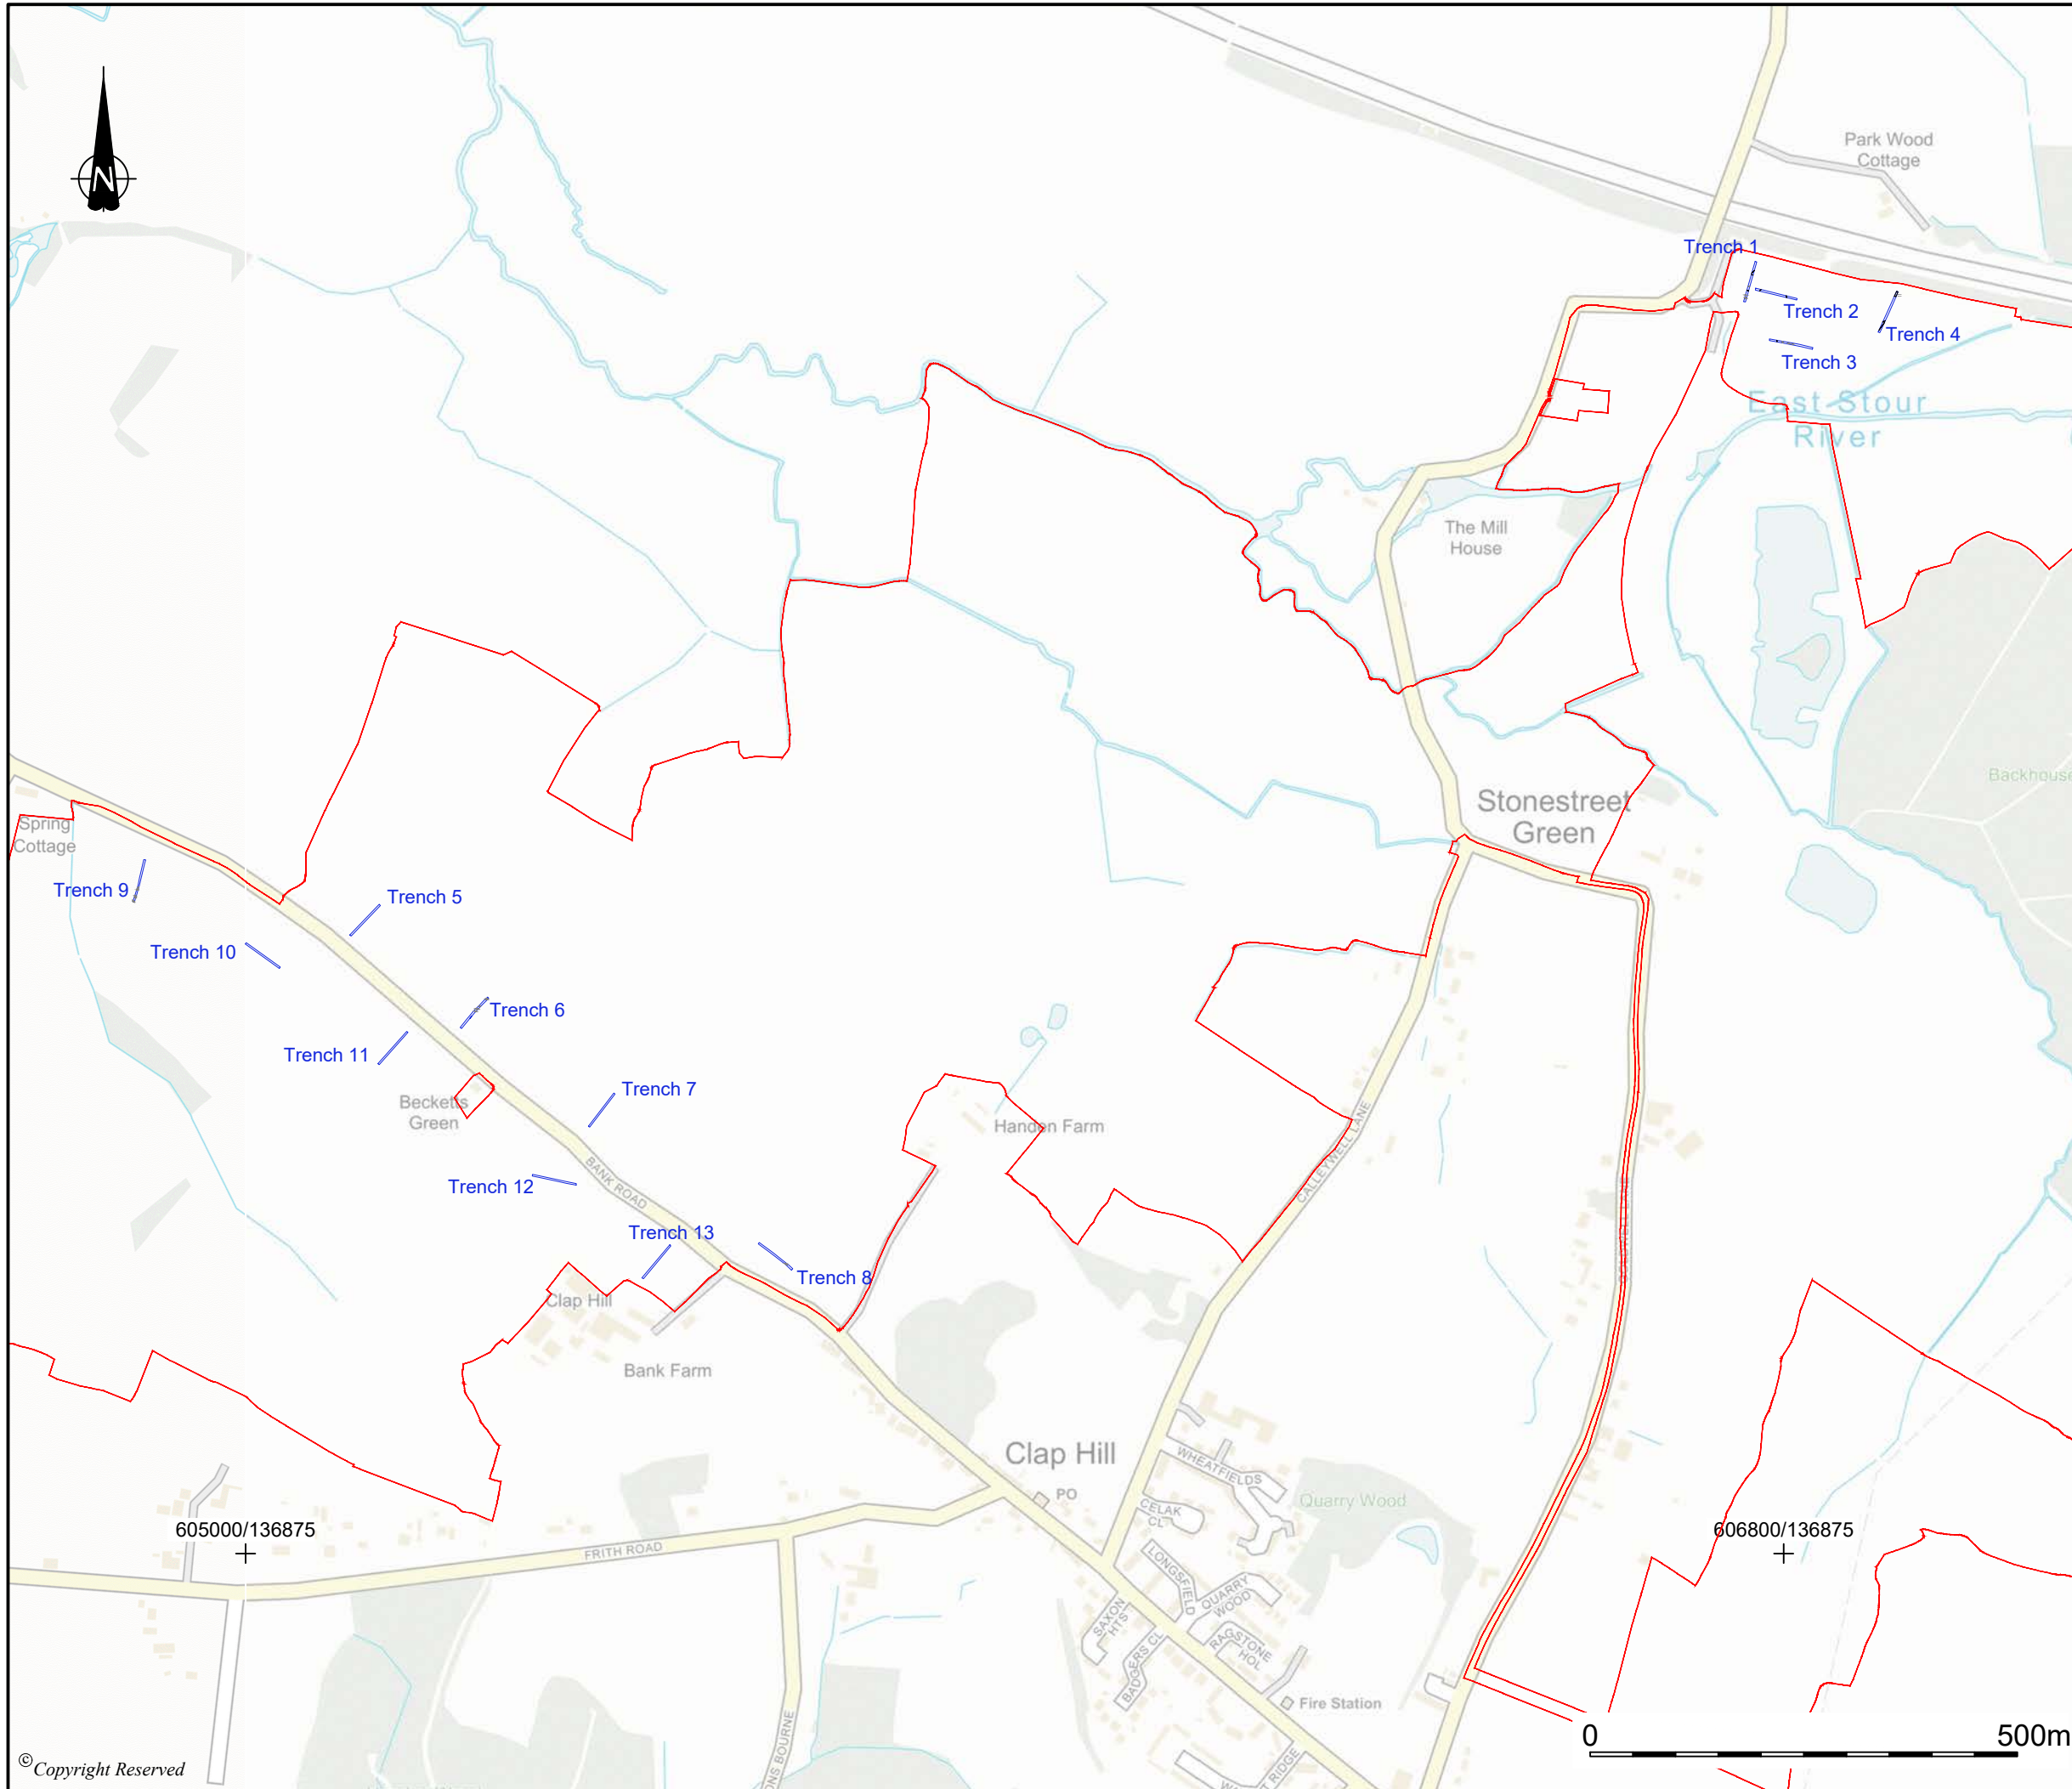 N
Park Wood
Cottage
Trench 1
Trench 2
Trench 4
Trench 3
East Stour
River
The Mill
House
Backhouse
Stonestreet
Green
Spring
Cottage
Trench 9
Trench 5
Trench 10
Trench 6
Trench 11
Trench 7
Becketts
Green
Handen Farm
CALLEYWELL LANE
BANK ROAD
Trench 12
Trench 13
Trench 8
Clap Hill
Bank Farm
Clap Hill
PO
WHEATFIELDS
CELAK
CL
Quarry Wood
605000/136875
606800/136875
FRITH ROAD
LONGSFIELD
QUARRY
WOOD
SAXON
HTS
RAGSTONE
HOL
BADGERS CL
Fire Station
NS BOURNE
RIDGE
0 500m
©Copyright Reserved